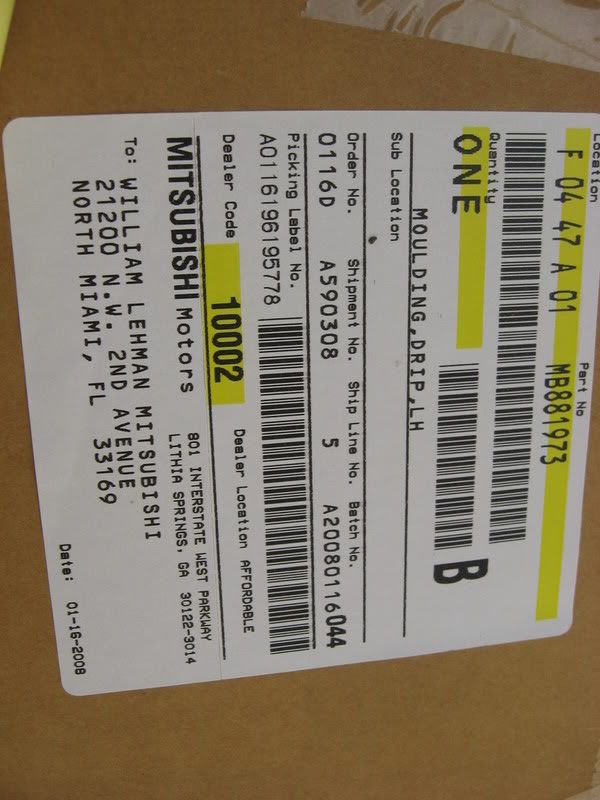 Location Part No
F 04 47 A 01 MB881973
Quantity
ONE B
MOULDING,DRIP,LH
Sub Location
Order No. Shipment No. Ship Line No. Batch No.
0116D A590308 5 A20080116044
Picking Label No.
A0116196195778
Dealer Code 10002 Dealer Location AFFORDABLE
MITSUBISHI Motors 801 INTERSTATE WEST PARKWAY
LITHIA SPRINGS, GA 30122-3014
To: WILLIAM LEHMAN MITSUBISHI
21200 N.W. 2ND AVENUE
NORTH MIAMI, FL 33169
Date: 01-16-2008